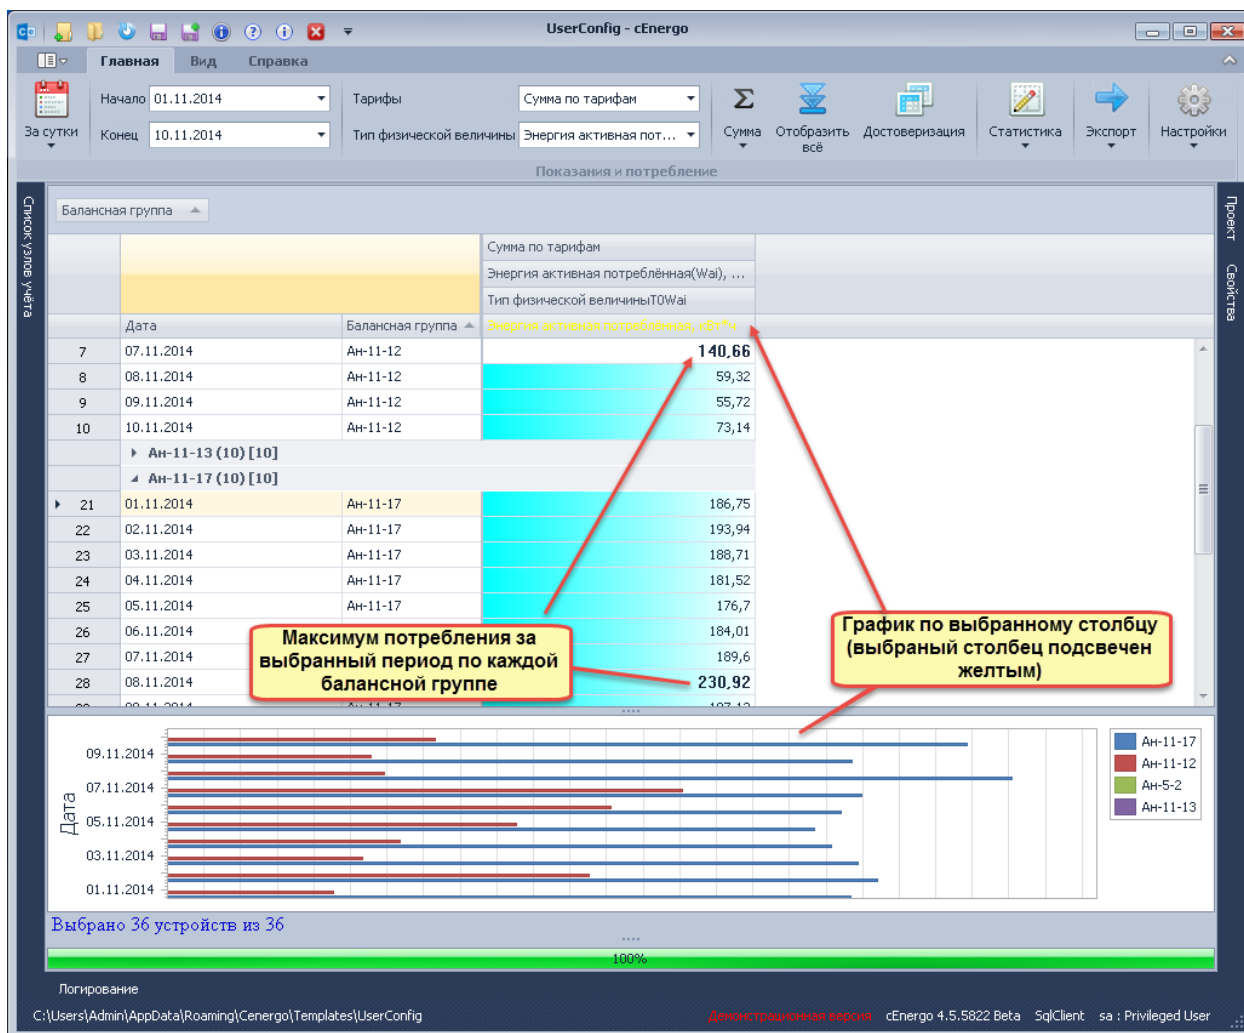 UserConfig - cEnergo
Главная Вид Справка
За сутки
Начало 01.11.2014
Конец 10.11.2014
Тарифы Сумма по тарифам
Тип физической величины Энергия активная пот...
Сумма
Отобразить всё
Достоверизация
Статистика
Экспорт
Настройки
Показания и потребление
Список узлов учёта
Проект
Свойства
Балансная группа
Сумма по тарифам
Энергия активная потреблённая(Wai), ...
Тип физической величиныT0Wai
Дата Балансная группа Энергия активная потреблённая, кВт*ч
7 07.11.2014 Ан-11-12 140,66
8 08.11.2014 Ан-11-12 59,32
9 09.11.2014 Ан-11-12 55,72
10 10.11.2014 Ан-11-12 73,14
Ан-11-13 (10) [10]
Ан-11-17 (10) [10]
21 01.11.2014 Ан-11-17 186,75
22 02.11.2014 Ан-11-17 193,94
23 03.11.2014 Ан-11-17 188,71
24 04.11.2014 Ан-11-17 181,52
25 05.11.2014 Ан-11-17 176,7
26 06.11.2014 184,01
27 07.11.2014 189,6
28 08.11.2014 230,92
Максимум потребления за
выбранный период по каждой
балансной группе
График по выбранному столбцу
(выбраный столбец подсвечен
желтым)
Дата
09.11.2014
07.11.2014
05.11.2014
03.11.2014
01.11.2014
Ан-11-17
Ан-11-12
Ан-5-2
Ан-11-13
Выбрано 36 устройств из 36
100%
Логирование
C:\Users\Admin\AppData\Roaming\Cenergo\Templates\UserConfig
Демонстрационная версия cEnergo 4.5.5822 Beta SqlClient sa : Privileged User